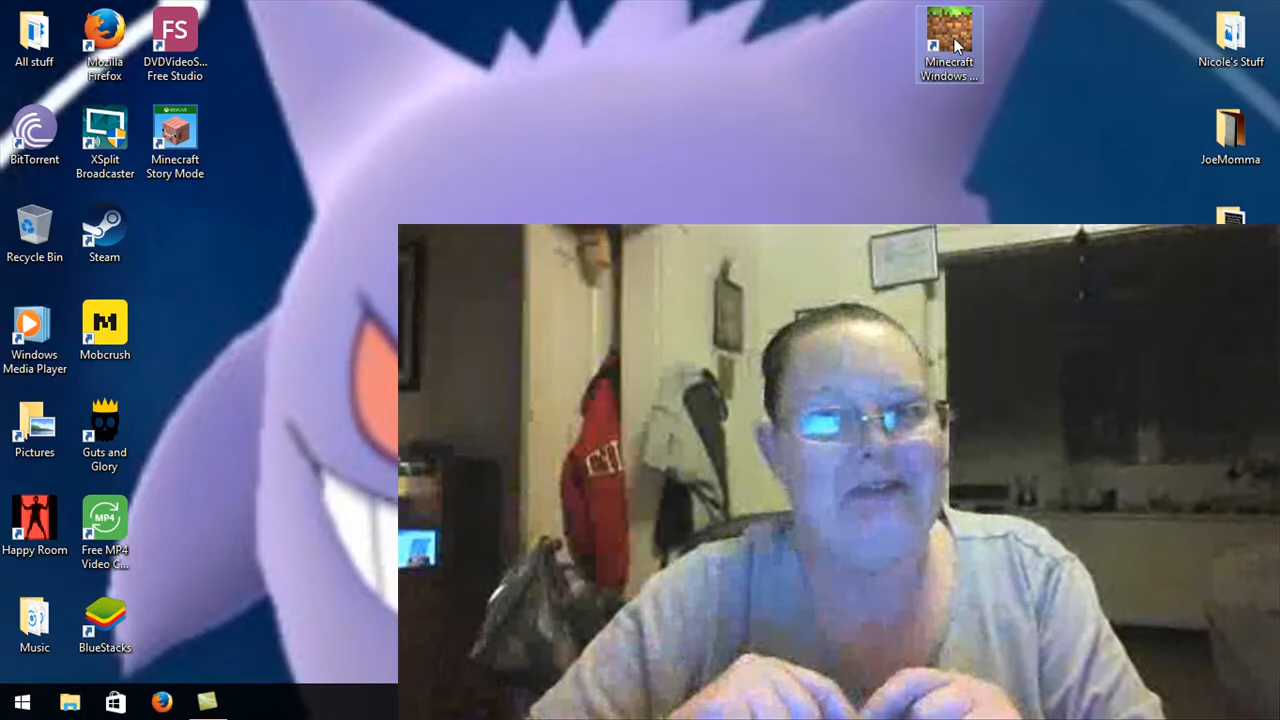 All stuff
Mozilla
Firefox
FS
DVDVideoS...
Free Studio
Minecraft
Windows ...
Nicole's Stuff
BitTorrent
XSplit
Broadcaster
XBOX LIVE
Minecraft
Story Mode
JoeMomma
Recycle Bin
Steam
Windows
Media Player
M
Mobcrush
Pictures
Guts and
Glory
Happy Room
MP4
Free MP4
Video C...
Music
BlueStacks